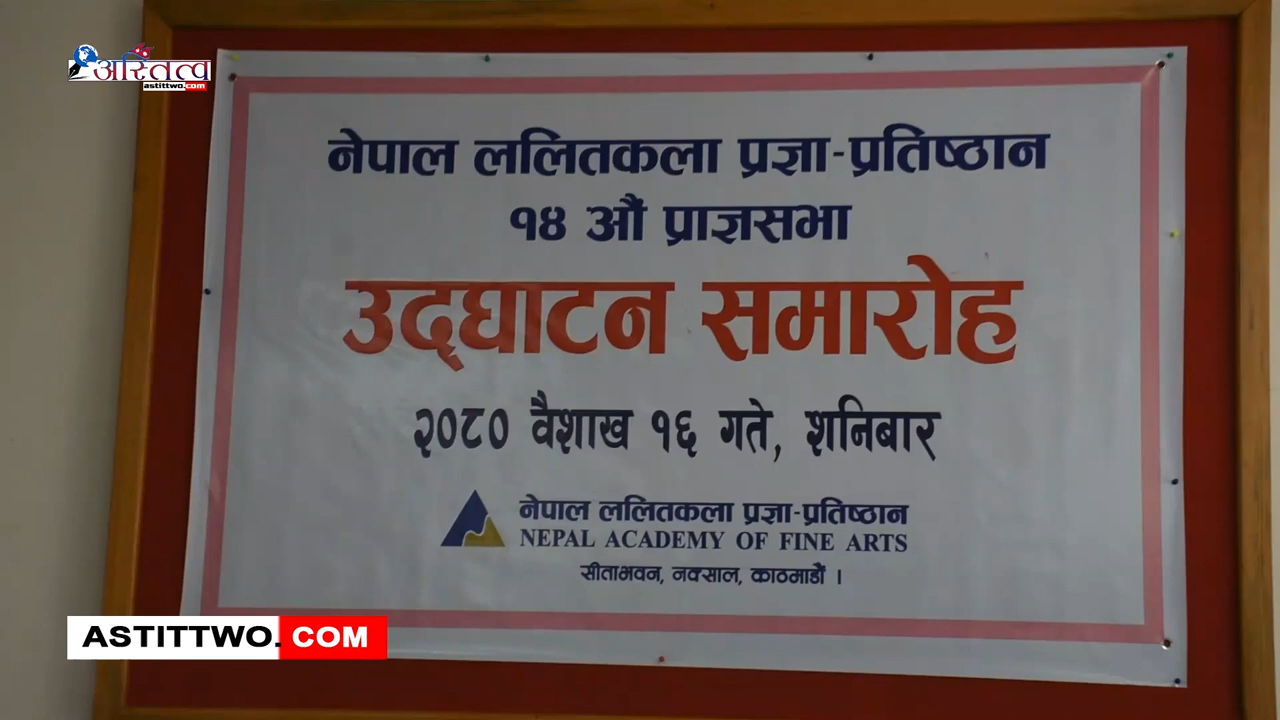 अस्तित्व
astittwo.com
नेपाल ललितकला प्रज्ञा-प्रतिष्ठान
१४ औं प्राज्ञसभा
उद्घाटन समारोह
२०८० वैशाख १६ गते, शनिबार
नेपाल ललितकला प्रज्ञा-प्रतिष्ठान
NEPAL ACADEMY OF FINE ARTS
सीताभवन, नक्साल, काठमाडौं ।
ASTITTWO. COM